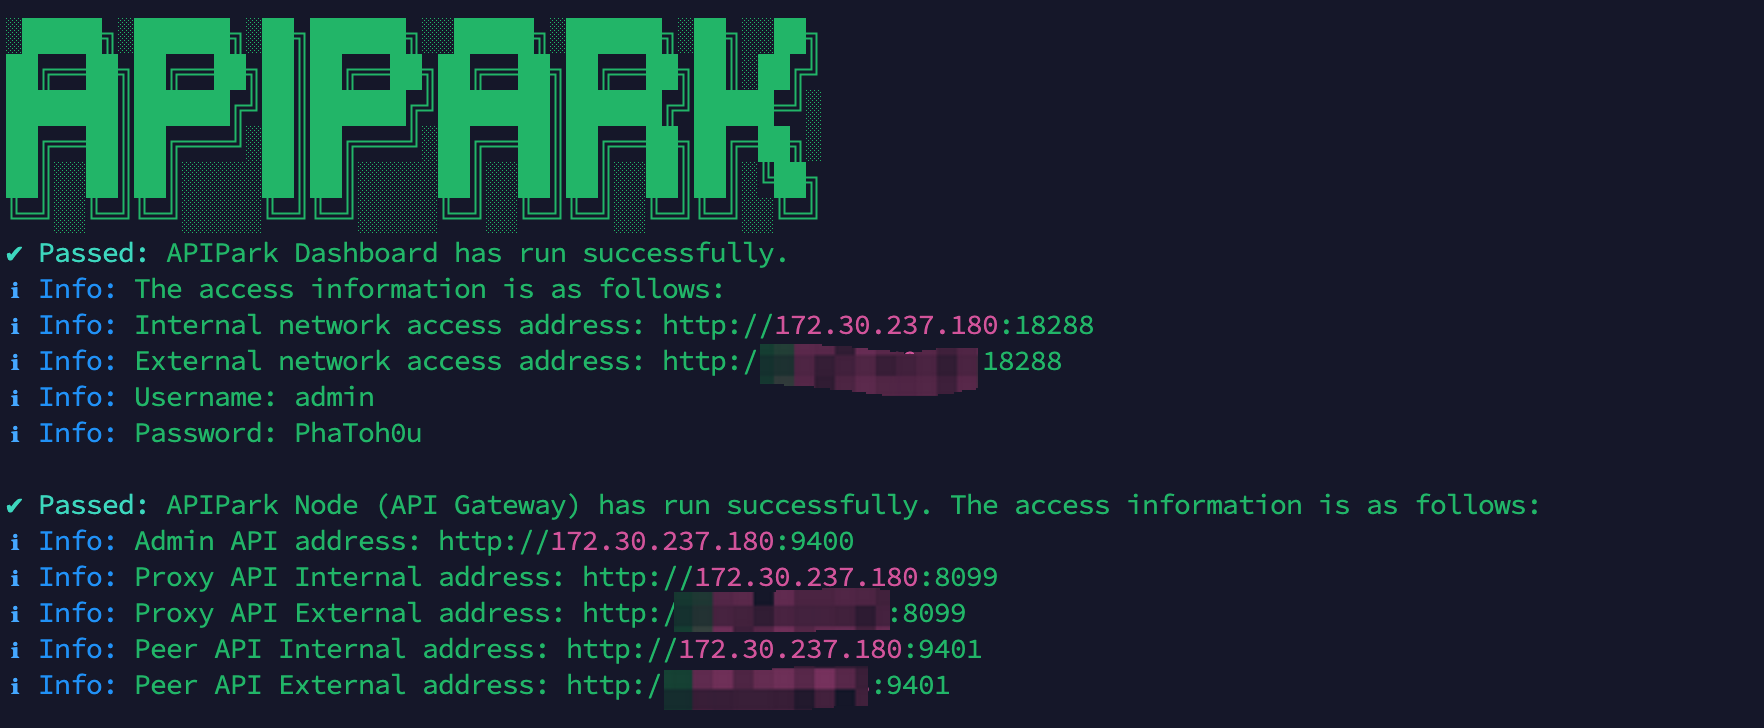 APIPARK
✔ Passed: APIPark Dashboard has run successfully.
ℹ Info: The access information is as follows:
ℹ Info: Internal network access address: http://172.30.237.180:18288
ℹ Info: External network access address: http:/ 18288
ℹ Info: Username: admin
ℹ Info: Password: PhaToh0u
✔ Passed: APIPark Node (API Gateway) has run successfully. The access information is as follows:
ℹ Info: Admin API address: http://172.30.237.180:9400
ℹ Info: Proxy API Internal address: http://172.30.237.180:8099
ℹ Info: Proxy API External address: http:/ :8099
ℹ Info: Peer API Internal address: http://172.30.237.180:9401
ℹ Info: Peer API External address: http:/ :9401